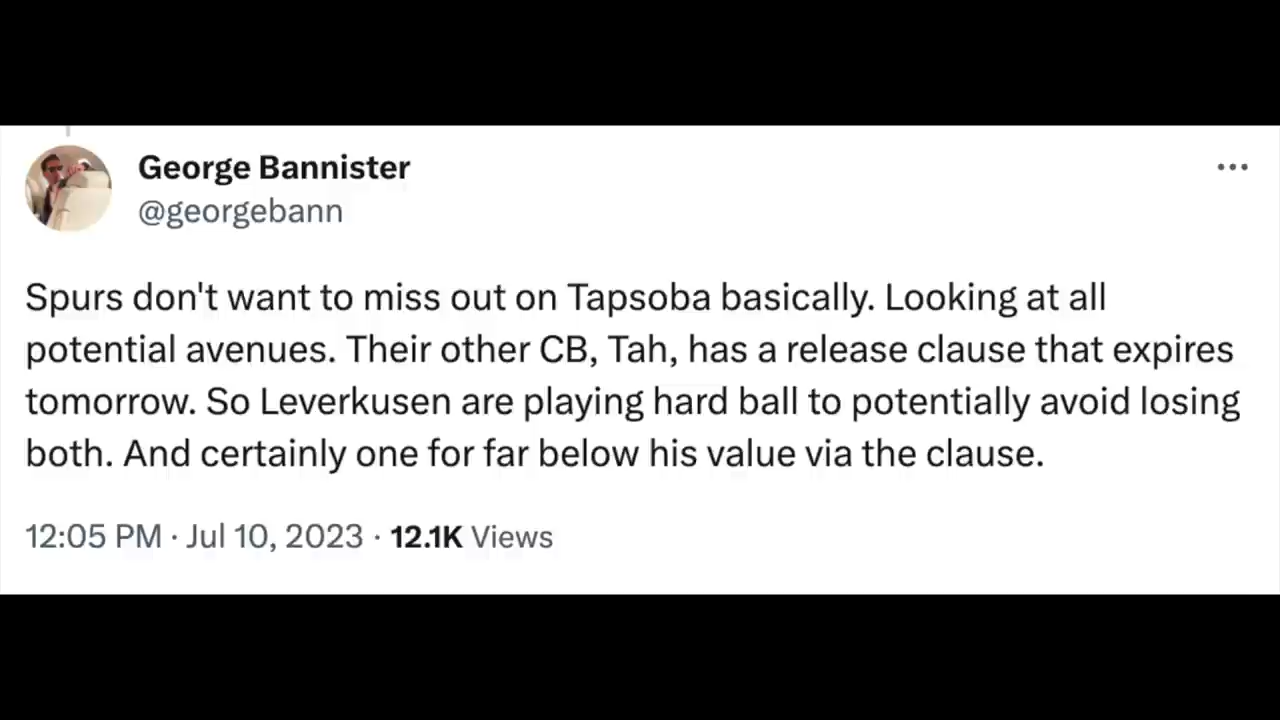 George Bannister
@georgebann
Spurs don't want to miss out on Tapsoba basically. Looking at all
potential avenues. Their other CB, Tah, has a release clause that expires
tomorrow. So Leverkusen are playing hard ball to potentially avoid losing
both. And certainly one for far below his value via the clause.
12:05 PM · Jul 10, 2023 · 12.1K Views